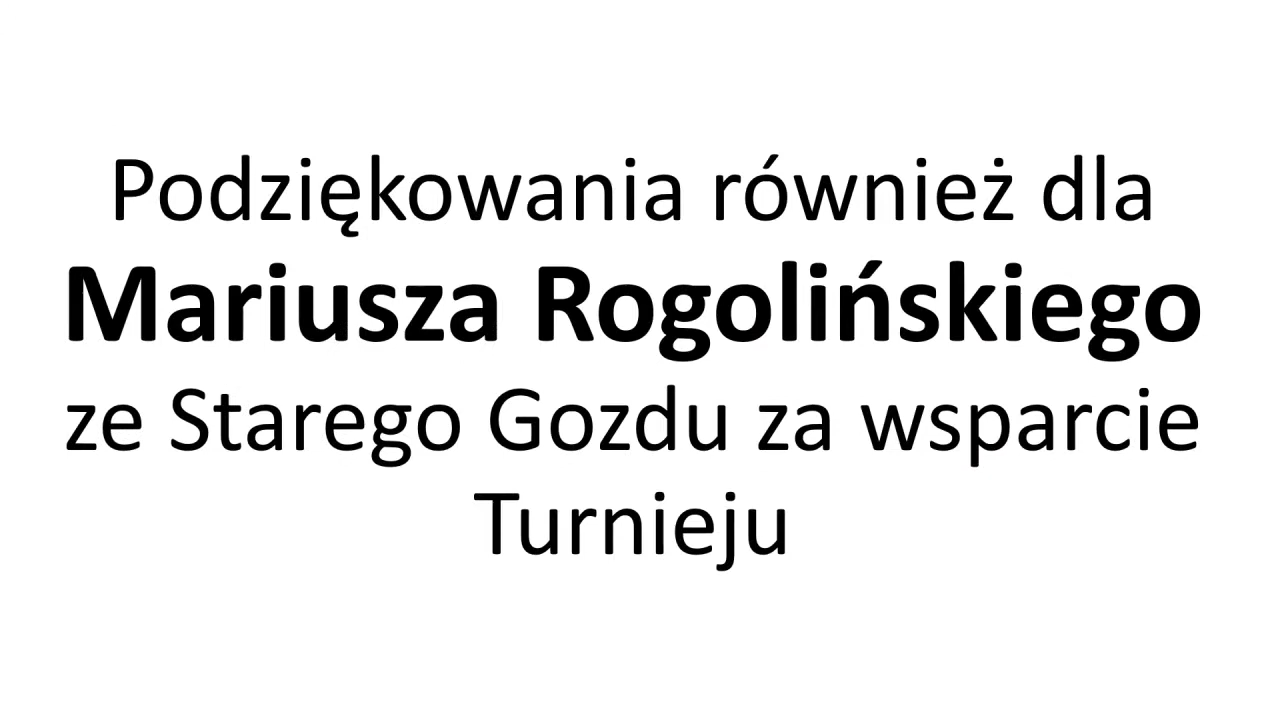 Podziękowania również dla
Mariusza Rogolińskiego
ze Starego Gozdu za wsparcie
Turnieju